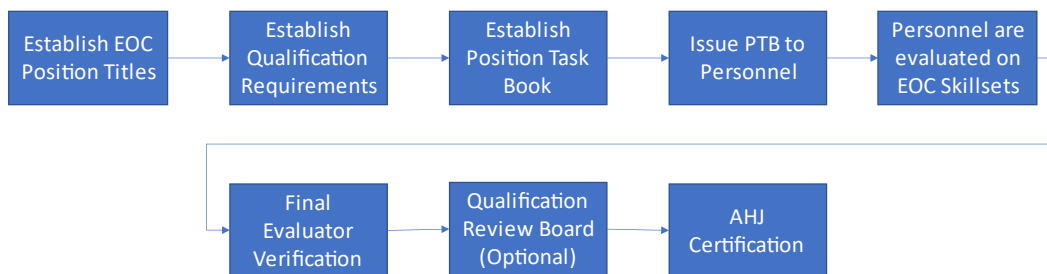 Establish EOC
Position Titles
Establish
Qualification
Requirements
Establish
Position Task
Book
Issue PTB to
Personnel
Personnel are
evaluated on
EOC Skillsets
Final
Evaluator
Verification
Qualification
Review Board
(Optional)
AHJ
Certification